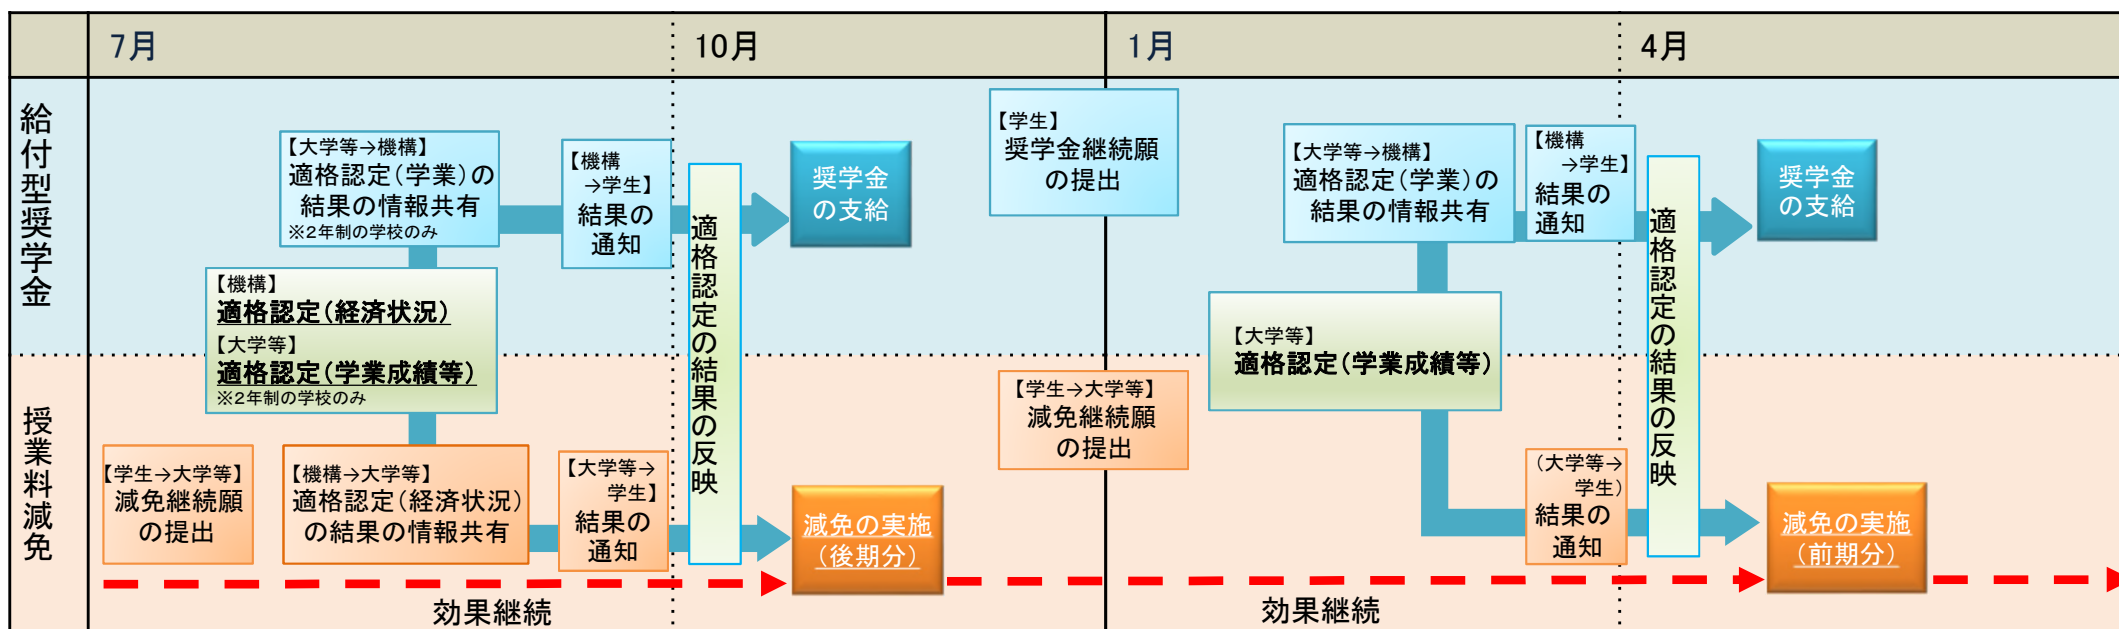 7月
10月
1月
4月
給付型奨学金
【大学等→機構】
適格認定（学業）の
結果の情報共有
※2年制の学校のみ
【機構
→学生】
結果の
通知
奨学金
の支給
【機構】
適格認定（経済状況）
【大学等】
適格認定（学業成績等）
※2年制の学校のみ
適格認定の結果の反映
【学生】
奨学金継続願
の提出
【大学等→機構】
適格認定（学業）の
結果の情報共有
【機構
→学生】
結果の
通知
奨学金
の支給
【大学等】
適格認定（学業成績等）
適格認定の結果の反映
授業料減免
【学生→大学等】
減免継続願
の提出
【機構→大学等】
適格認定（経済状況）
の結果の情報共有
【大学等→
学生】
結果の
通知
減免の実施
（後期分）
【学生→大学等】
減免継続願
の提出
（大学等→
学生）
結果の
通知
減免の実施
（前期分）
効果継続
効果継続